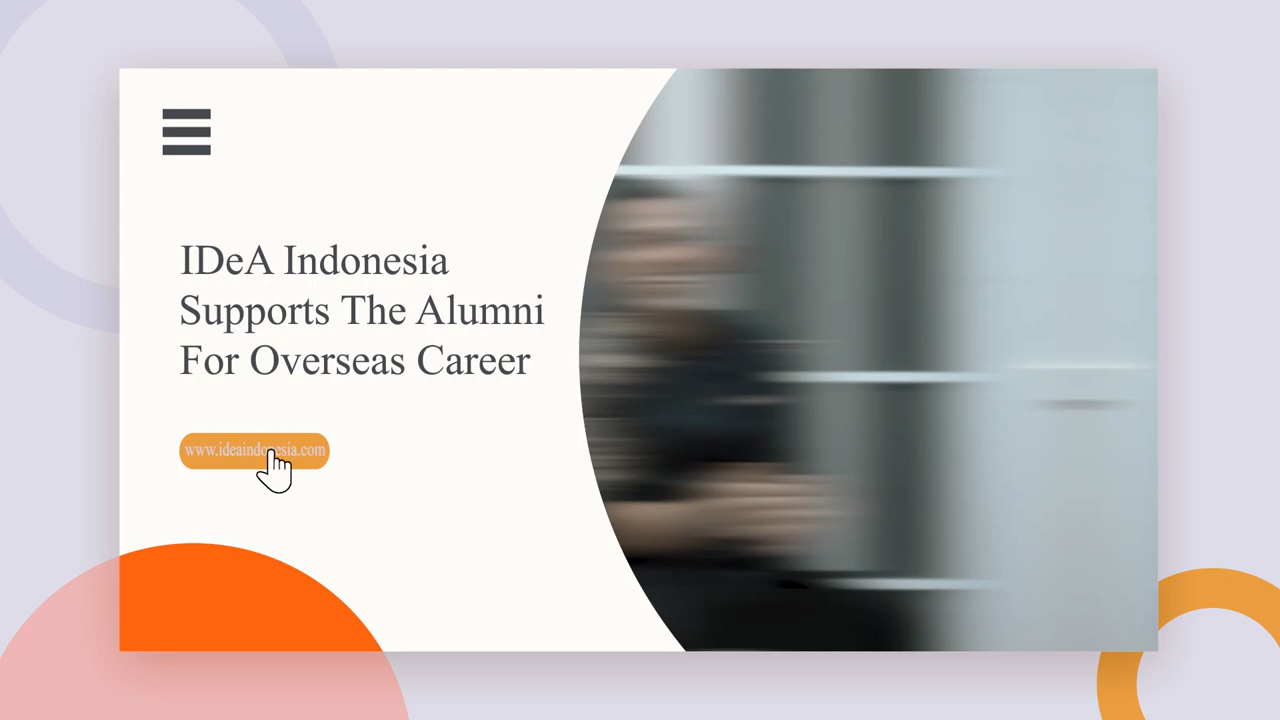 IDeA Indonesia
Supports The Alumni
For Overseas Career
www.ideaindonesia.com